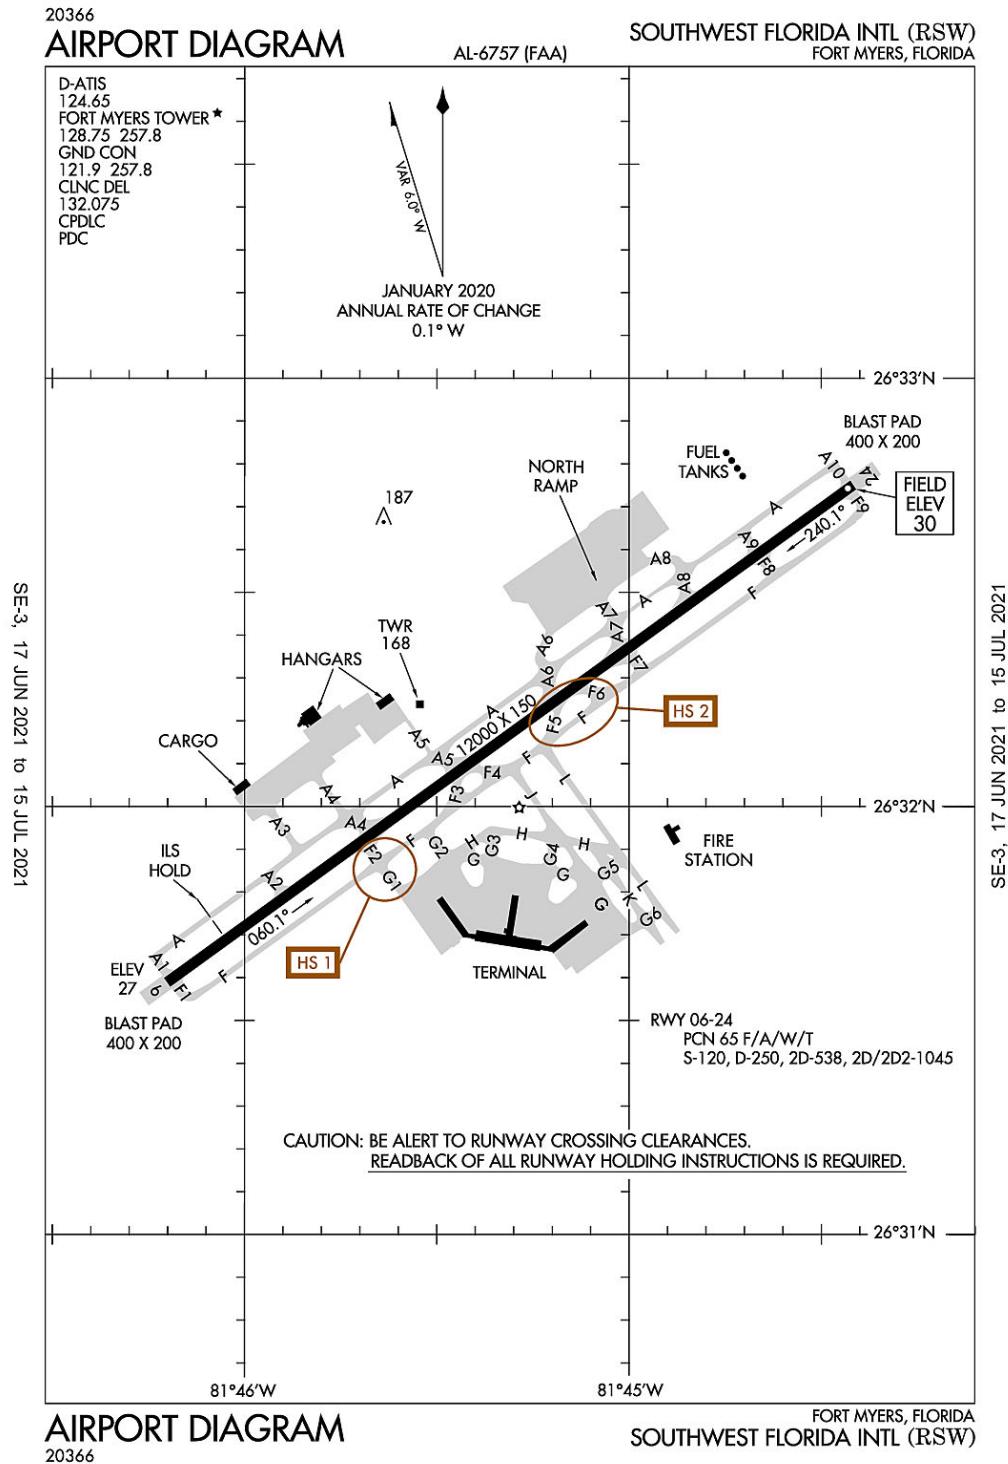 20366
AIRPORT DIAGRAM
AL-6757 (FAA)
SOUTHWEST FLORIDA INTL (RSW)
FORT MYERS, FLORIDA
D-ATIS
124.65
FORT MYERS TOWER ★
128.75 257.8
GND CON
121.9 257.8
CLNC DEL
132.075
CPDLC
PDC
VAR 6.0° W
JANUARY 2020
ANNUAL RATE OF CHANGE
0.1° W
26°33'N
BLAST PAD
400 X 200
FUEL
TANKS
NORTH
RAMP
A10
24
FIELD
ELEV
30
F9
187
A
240.1°
A9
F8
A8
A8
F
A
A7
A7
F7
TWR
168
HANGARS
A6
A6
F6
HS 2
A
12000 X 150
F5
F
CARGO
A5
A5
F4
F
L
A
F3
J
A4
A4
26°32'N
A3
F2
F
G2
H
G
G3
H
G4
G
H
G5
FIRE
STATION
ILS
HOLD
A2
G1
L
K
G
G6
060.1°
A
A1
F
HS 1
TERMINAL
ELEV
27
6
F1
BLAST PAD
400 X 200
RWY 06-24
PCN 65 F/A/W/T
S-120, D-250, 2D-538, 2D/2D2-1045
CAUTION: BE ALERT TO RUNWAY CROSSING CLEARANCES.
READBACK OF ALL RUNWAY HOLDING INSTRUCTIONS IS REQUIRED.
26°31'N
81°46'W
81°45'W
SE-3, 17 JUN 2021 to 15 JUL 2021
SE-3, 17 JUN 2021 to 15 JUL 2021
AIRPORT DIAGRAM
20366
FORT MYERS, FLORIDA
SOUTHWEST FLORIDA INTL (RSW)